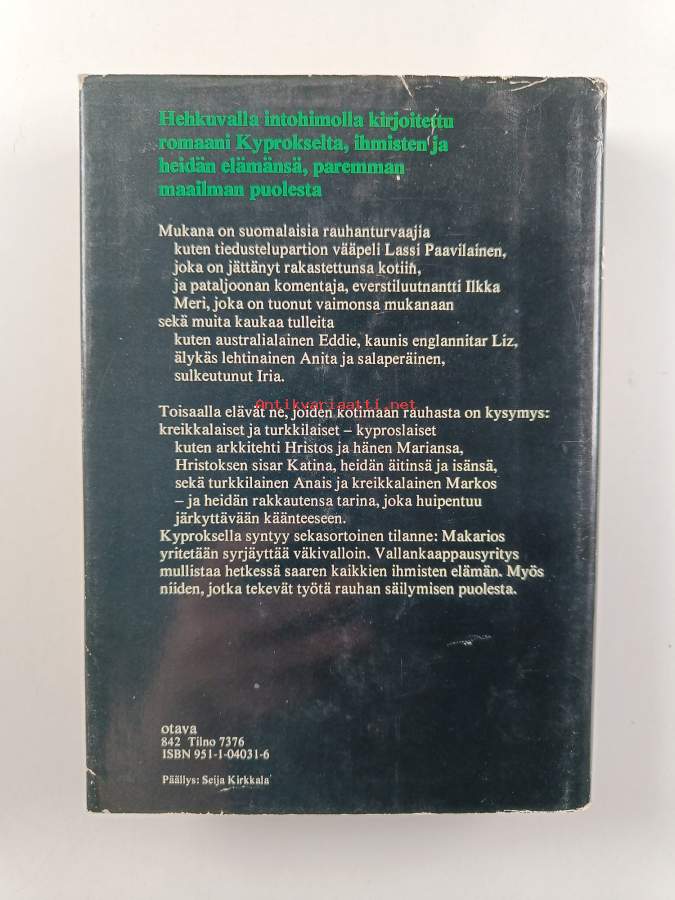 Hehkuvalla intohimolla kirjoitettu
romaani Kyprokselta, ihmisten ja
heidän elämänsä, paremman
maailman puolesta
Mukana on suomalaisia rauhanturvaajia
kuten tiedustelupartion vääpeli Lassi Paavilainen,
joka on jättänyt rakastettunsa kotiin,
ja pataljoonan komentaja, everstiluutnantti Ilkka
Meri, joka on tuonut vaimonsa mukanaan
sekä muita kaukaa tulleita
kuten australialainen Eddie, kaunis englannitar Liz,
älykäs lehtinainen Anita ja salaperäinen,
sulkeutunut Iria.
Antikvariaatti.net
Toisaalla elävät ne, joiden kotimaan rauhasta on kysymys:
kreikkalaiset ja turkkilaiset – kyproslaiset
kuten arkkitehti Hristos ja hänen Mariansa,
Hristoksen sisar Katina, heidän äitinsä ja isänsä,
sekä turkkilainen Anais ja kreikkalainen Markos
– ja heidän rakkautensa tarina, joka huipentuu
järkyttävään käänteeseen.
Kyproksella syntyy sekasortoinen tilanne: Makarios
yritetään syrjäyttää väkivalloin. Vallankaappausyritys
mullistaa hetkessä saaren kaikkien ihmisten elämän. Myös
niiden, jotka tekevät työtä rauhan säilymisen puolesta.
otava
842 Tilno 7376
ISBN 951-1-04031-6
Päällys: Seija Kirkkala